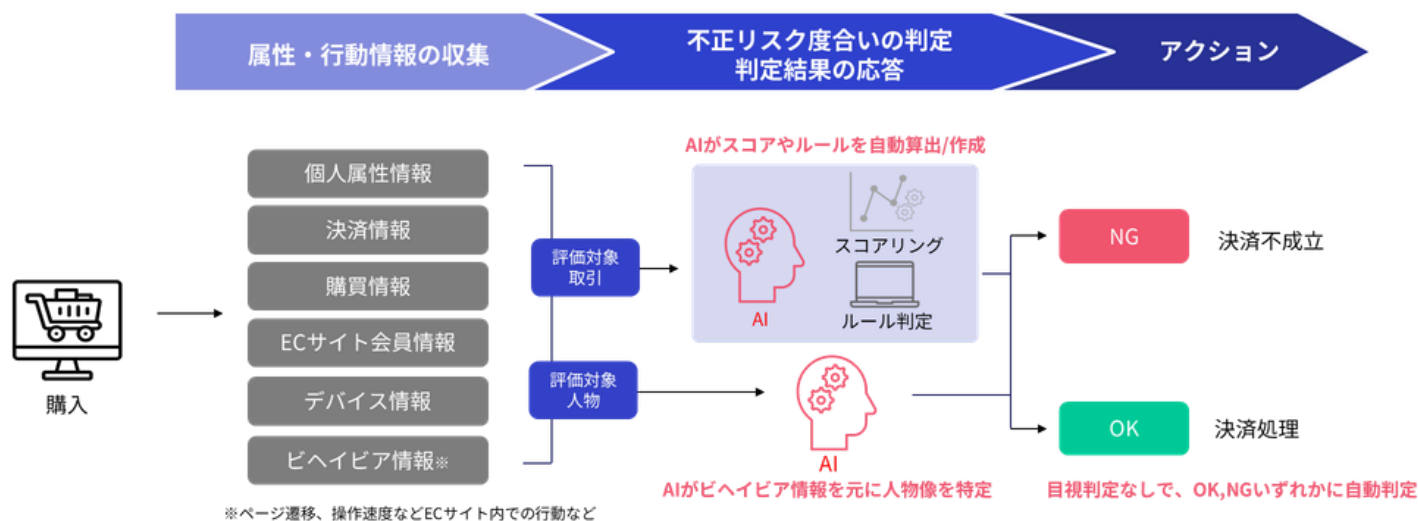 属性・行動情報の収集
不正リスク度合いの判定
判定結果の応答
アクション
購入
個人属性情報
決済情報
購買情報
ECサイト会員情報
デバイス情報
ビヘイビア情報※
※ページ遷移、操作速度などECサイト内での行動など
評価対象
取引
評価対象
人物
AIがスコアやルールを自動算出/作成
AI
スコアリング
ルール判定
AI
AIがビヘイビア情報を元に人物像を特定
NG
決済不成立
OK
決済処理
目視判定なしで、OK,NGいずれかに自動判定